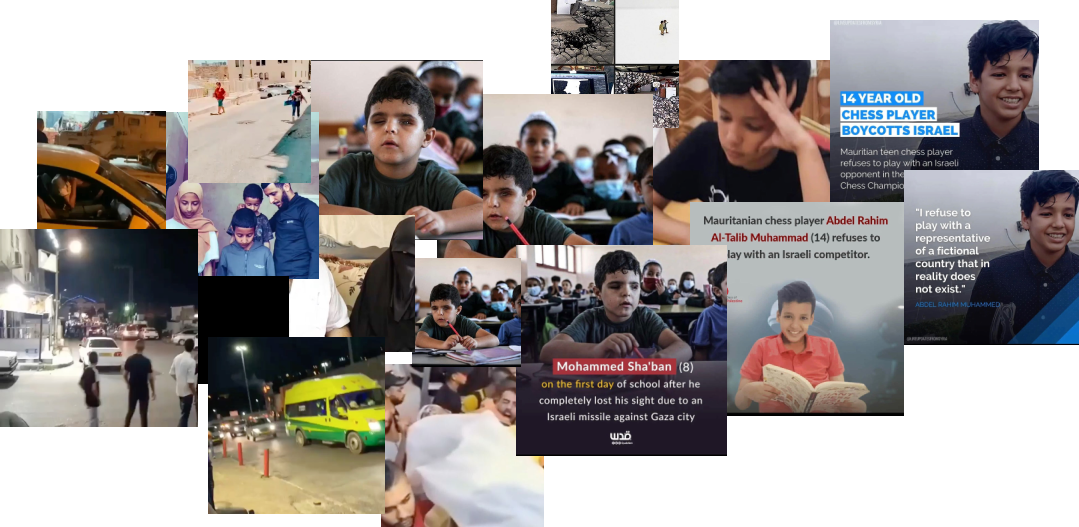 14 YEAR OLD
CHESS PLAYER
BOYCOTTS ISRAEL
Mauritian teen chess player
refuses to play with an Israeli
opponent in the
Chess Champio
Mauritanian chess player Abdel Rahim
Al-Talib Muhammad (14) refuses to
lay with an Israeli competitor.
"I refuse to
play with a
representative
of a fictional
country that in
reality does
not exist."
ABDEL RAHIM MUHAMMED
Mohammed Sha'ban (8)
on the first day of school after he
completely lost his sight due to an
Israeli missile against Gaza city
قدس